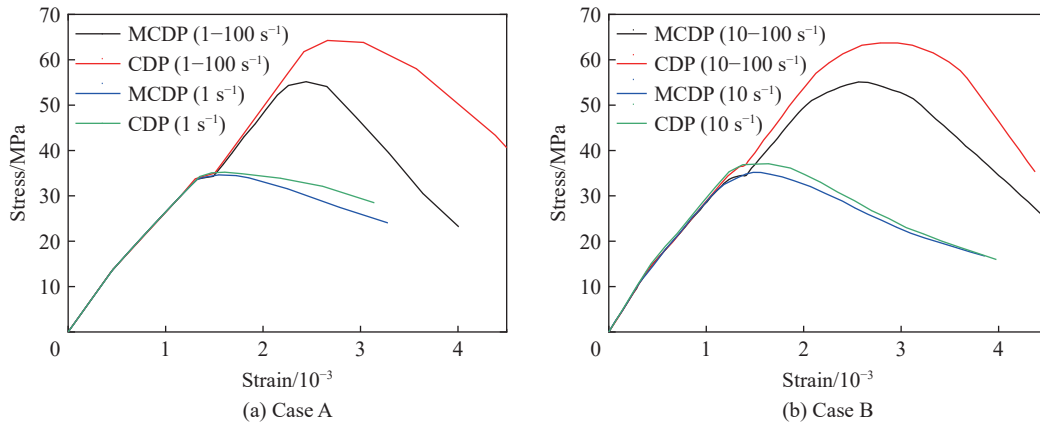 70
60
50
40
30
20
10
0
1
2
3
4
Stress/MPa
Strain/10⁻³
MCDP (1−100 s⁻¹)
CDP (1−100 s⁻¹)
MCDP (1 s⁻¹)
CDP (1 s⁻¹)
(a) Case A
70
60
50
40
30
20
10
0
1
2
3
4
Stress/MPa
Strain/10⁻³
MCDP (10−100 s⁻¹)
CDP (10−100 s⁻¹)
MCDP (10 s⁻¹)
CDP (10 s⁻¹)
(b) Case B